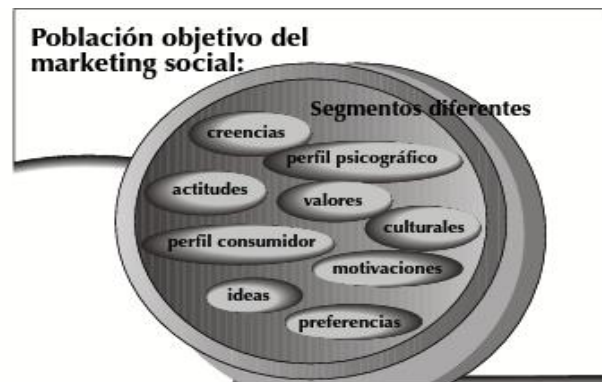 Población objetivo del
marketing social:
Segmentos diferentes
creencias
perfil psicográfico
actitudes
valores
culturales
perfil consumidor
motivaciones
ideas
preferencias